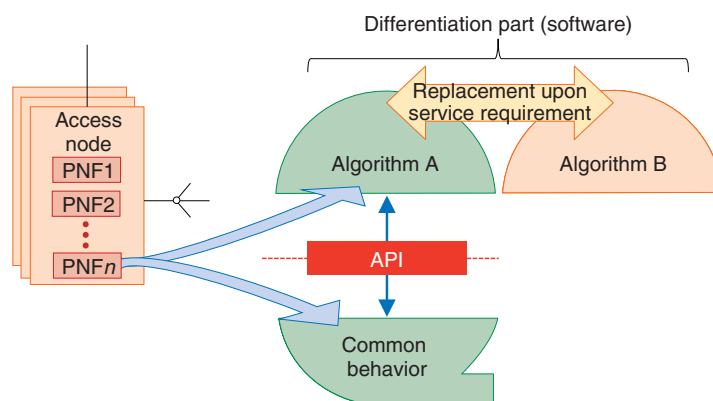 Differentiation part (software)
Access
node
PNF1
PNF2
PNFn
Replacement upon
service requirement
Algorithm A
Algorithm B
API
Common
behavior